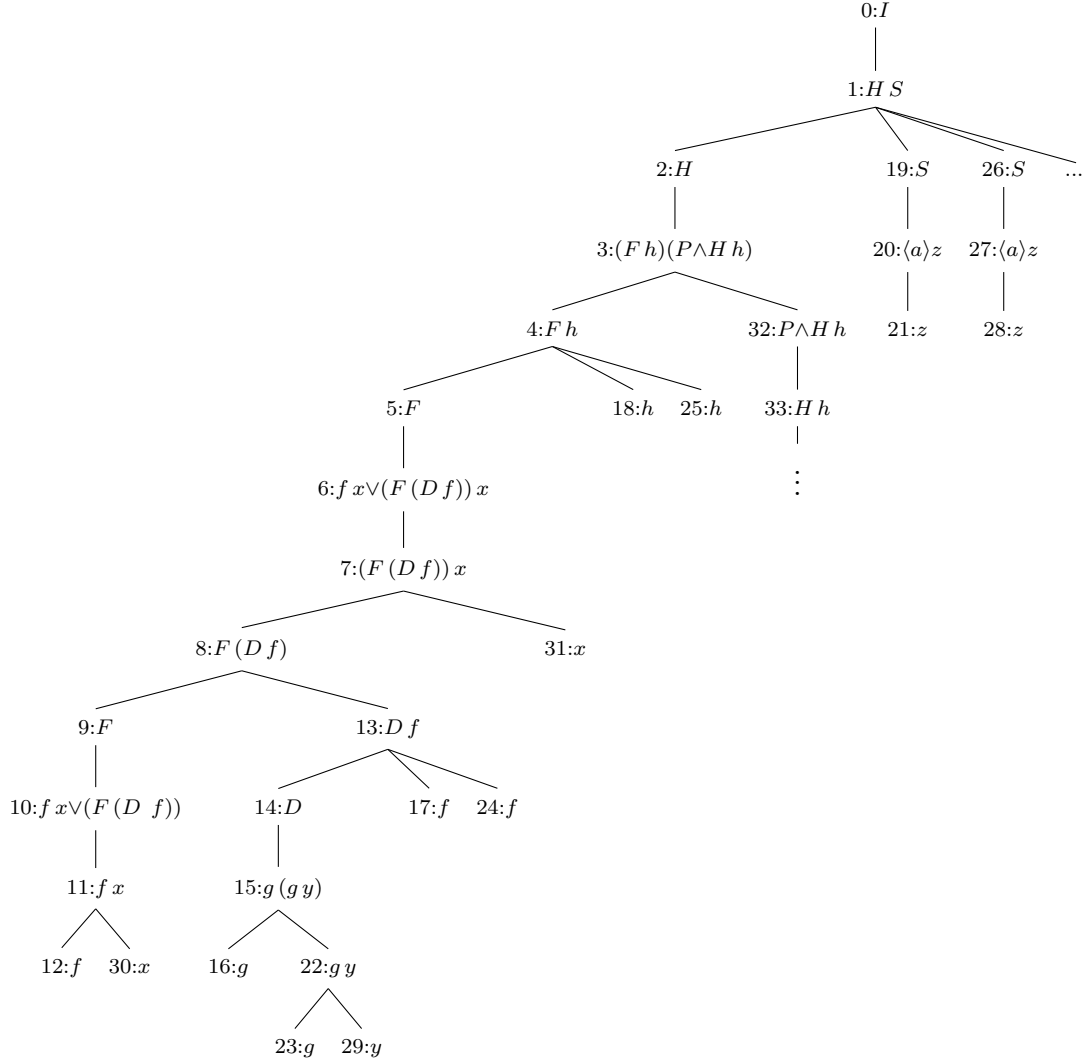 0:I
1:H S
2:H 19:S 26:S ...
3:(F h)(P∧H h) 20:⟨a⟩z 27:⟨a⟩z
4:F h 32:P∧H h 21:z 28:z
5:F 18:h 25:h 33:H h
6:f x∨(F (D f)) x ⋮
7:(F (D f)) x
8:F (D f) 31:x
9:F 13:D f
10:f x∨(F (D f)) 14:D 17:f 24:f
11:f x 15:g (g y)
12:f 30:x 16:g 22:g y
23:g 29:y